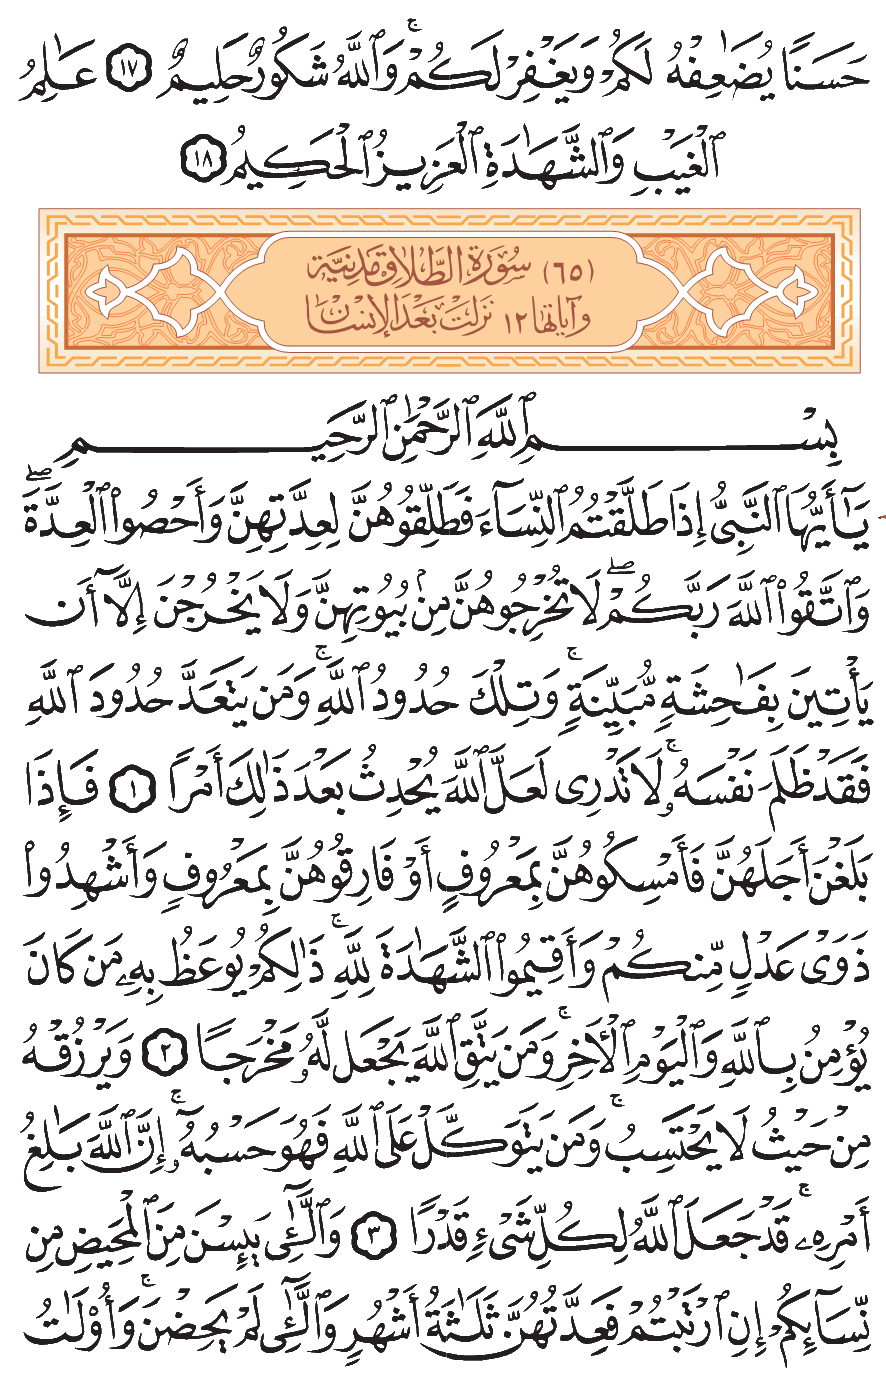 حَسَنًا يُضَٰعِفْهُ لَكُمْ وَيَغْفِرْ لَكُمْۚ وَٱللَّهُ شَكُورٌ حَلِيمٌ ١٧ عَٰلِمُ
ٱلْغَيْبِ وَٱلشَّهَٰدَةِ ٱلْعَزِيزُ ٱلْحَكِيمُ ١٨
(٦٥) سُورَة الطَّلَاق مَدَنِيَّة
وآياتها ١٢ نَزَلَتْ بَعْدَ الإنْسَان
بِسْمِ ٱللَّهِ ٱلرَّحْمَٰنِ ٱلرَّحِيمِ
يَٰٓأَيُّهَا ٱلنَّبِىُّ إِذَا طَلَّقْتُمُ ٱلنِّسَآءَ فَطَلِّقُوهُنَّ لِعِدَّتِهِنَّ وَأَحْصُوا۟ ٱلْعِدَّةَۖ
وَٱتَّقُوا۟ ٱللَّهَ رَبَّكُمْۖ لَا تُخْرِجُوهُنَّ مِنۢ بُيُوتِهِنَّ وَلَا يَخْرُجْنَ إِلَّآ أَن
يَأْتِينَ بِفَٰحِشَةٍ مُّبَيِّنَةٍۚ وَتِلْكَ حُدُودُ ٱللَّهِۚ وَمَن يَتَعَدَّ حُدُودَ ٱللَّهِ
فَقَدْ ظَلَمَ نَفْسَهُۥۚ لَا تَدْرِى لَعَلَّ ٱللَّهَ يُحْدِثُ بَعْدَ ذَٰلِكَ أَمْرًا ١ فَإِذَا
بَلَغْنَ أَجَلَهُنَّ فَأَمْسِكُوهُنَّ بِمَعْرُوفٍ أَوْ فَارِقُوهُنَّ بِمَعْرُوفٍ وَأَشْهِدُوا۟
ذَوَىْ عَدْلٍ مِّنكُمْ وَأَقِيمُوا۟ ٱلشَّهَٰدَةَ لِلَّهِۚ ذَٰلِكُمْ يُوعَظُ بِهِۦ مَن كَانَ
يُؤْمِنُ بِٱللَّهِ وَٱلْيَوْمِ ٱلْـَٔاخِرِۚ وَمَن يَتَّقِ ٱللَّهَ يَجْعَل لَّهُۥ مَخْرَجًا ٢ وَيَرْزُقْهُ
مِنْ حَيْثُ لَا يَحْتَسِبُۚ وَمَن يَتَوَكَّلْ عَلَى ٱللَّهِ فَهُوَ حَسْبُهُۥٓۚ إِنَّ ٱللَّهَ بَٰلِغُ
أَمْرِهِۦۚ قَدْ جَعَلَ ٱللَّهُ لِكُلِّ شَىْءٍ قَدْرًا ٣ وَٱلَّٰٓـِٔى يَئِسْنَ مِنَ ٱلْمَحِيضِ مِن
نِّسَآئِكُمْ إِنِ ٱرْتَبْتُمْ فَعِدَّتُهُنَّ ثَلَٰثَةُ أَشْهُرٍ وَٱلَّٰٓـِٔى لَمْ يَحِضْنَۚ وَأُو۟لَٰتُ